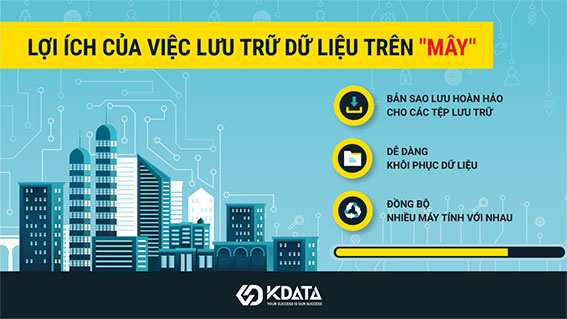 LỢI ÍCH CỦA VIỆC LƯU TRỮ DỮ LIỆU TRÊN "MÂY"
BẢN SAO LƯU HOÀN HẢO
CHO CÁC TỆP LƯU TRỮ
DỄ DÀNG
KHÔI PHỤC DỮ LIỆU
ĐỒNG BỘ
NHIỀU MÁY TÍNH VỚI NHAU
KDATA
YOUR SUCCESS IS OUR SUCCESS